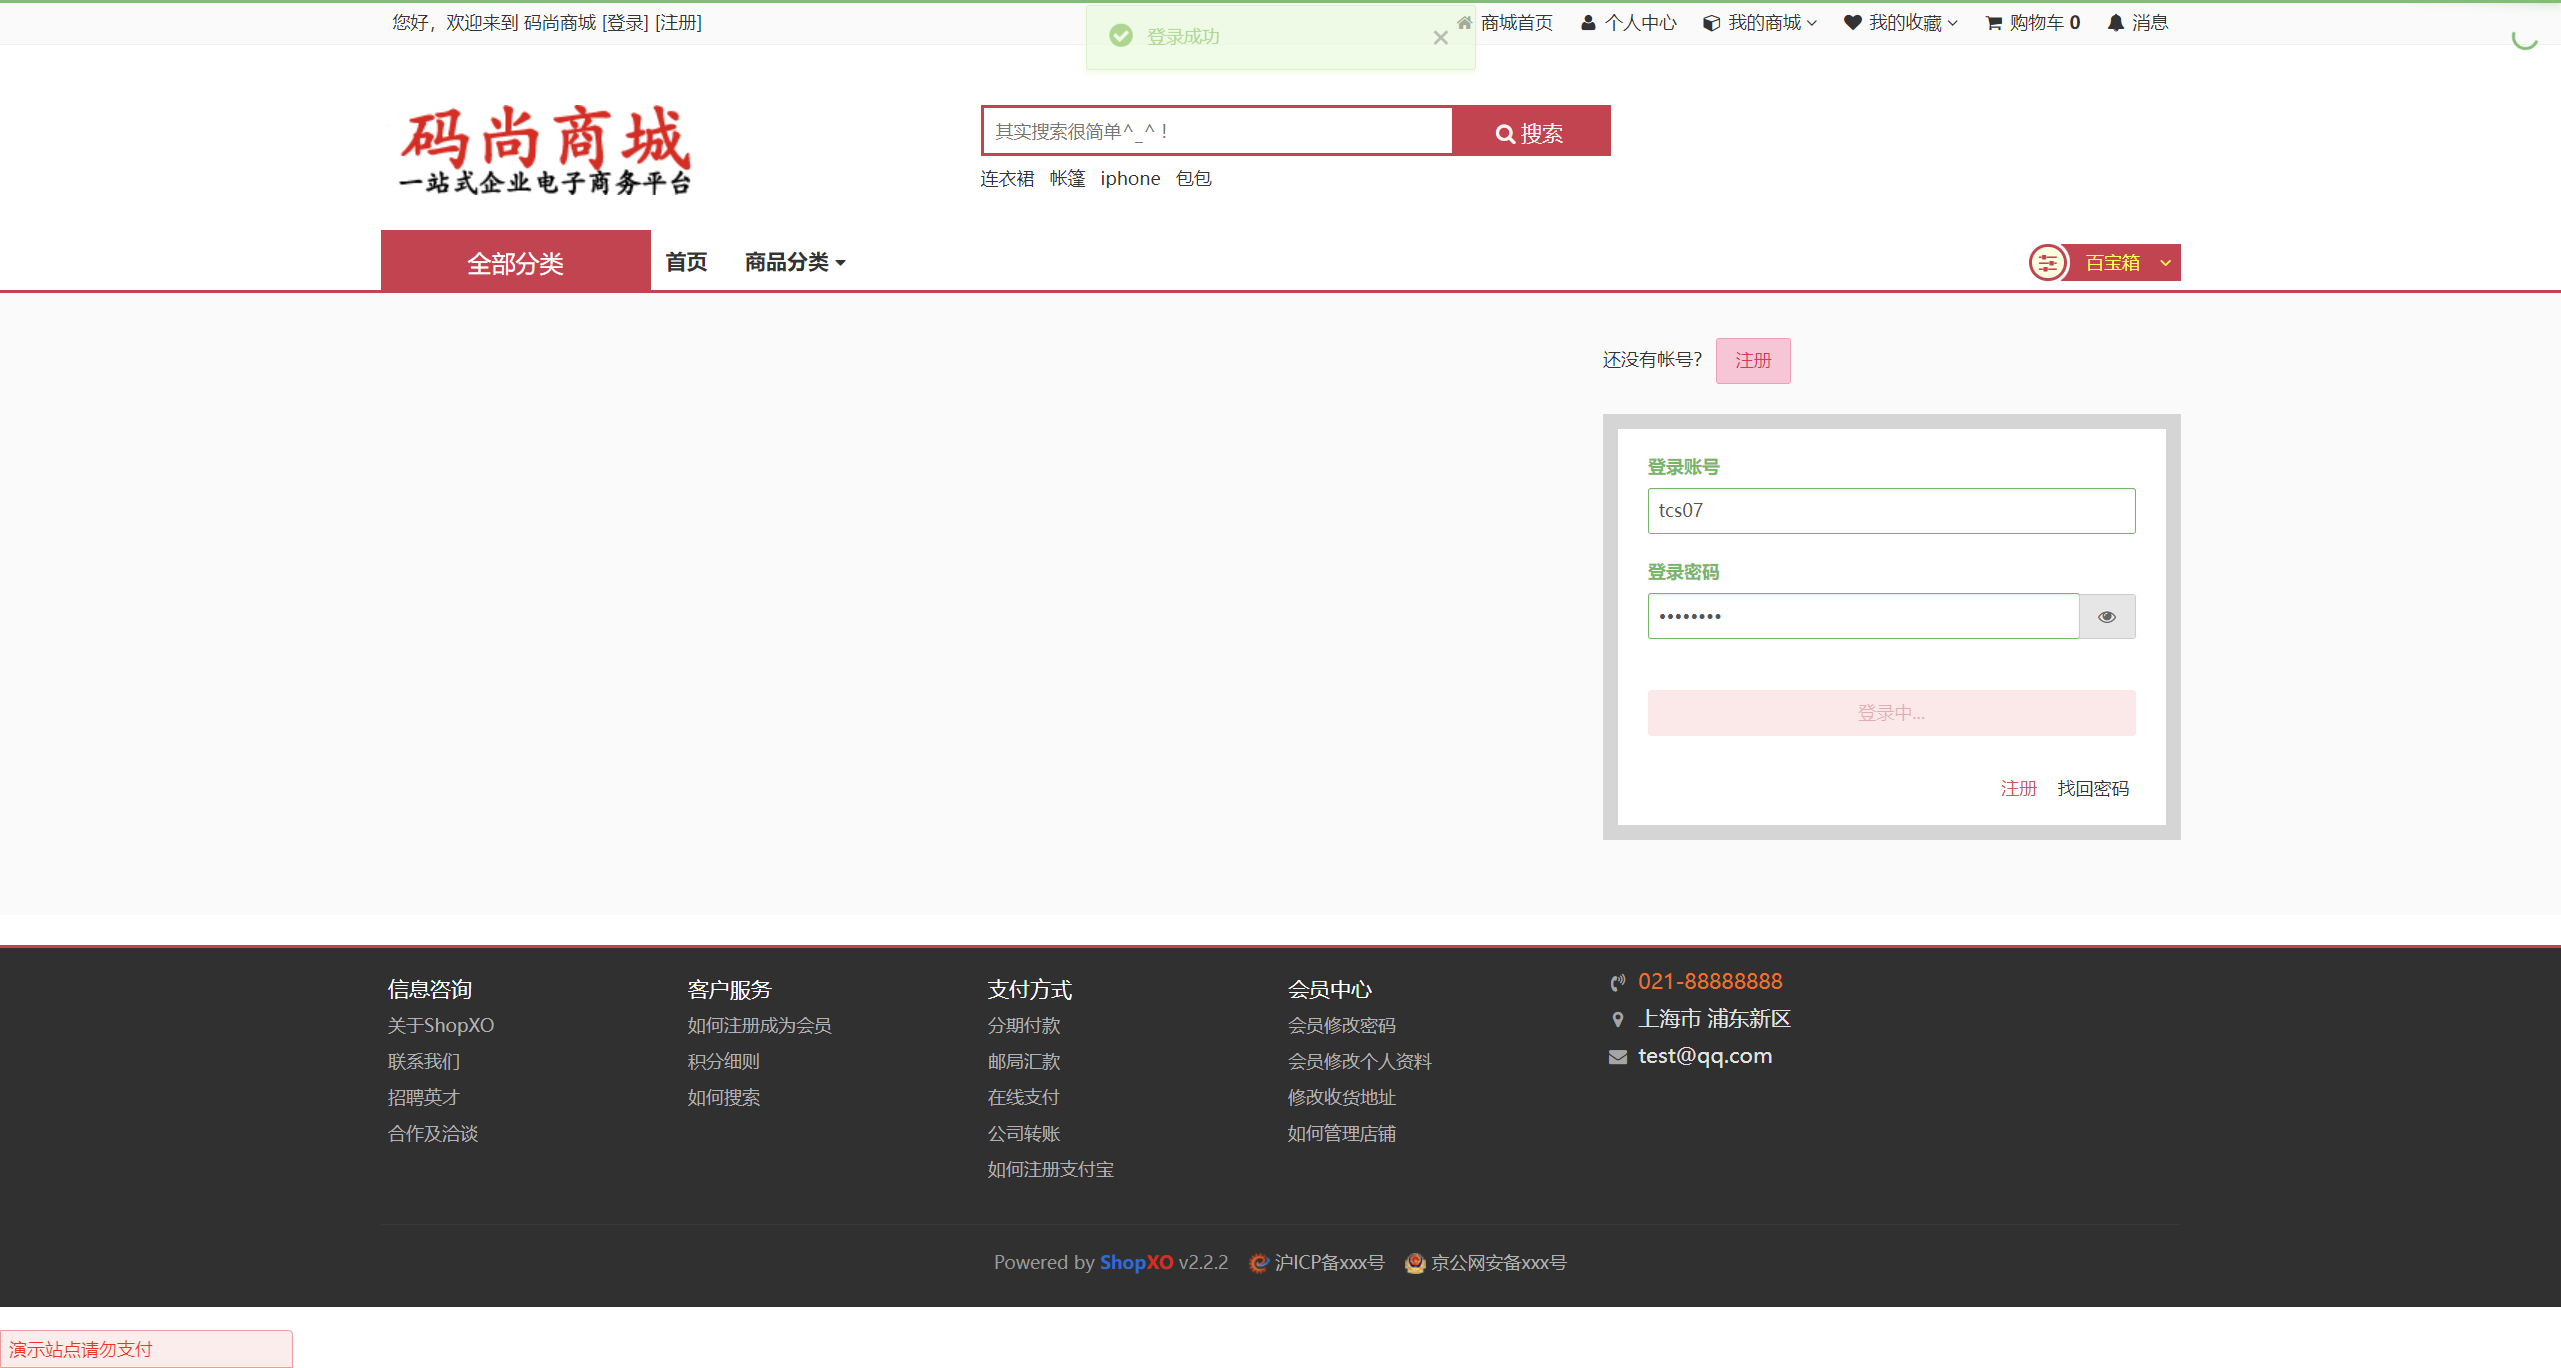 您好，欢迎来到 码尚商城 [登录] [注册]
登录成功
商城首页 个人中心 我的商城 我的收藏 购物车 0 消息
码尚商城
一站式企业电子商务平台
其实搜索很简单^_^！
搜索
连衣裙 帐篷 iphone 包包
全部分类 首页 商品分类
百宝箱
还没有帐号？ 注册
登录账号
tcs07
登录密码
••••••••
登录中...
注册 找回密码
信息咨询
关于ShopXO
联系我们
招聘英才
合作及洽谈
客户服务
如何注册成为会员
积分细则
如何搜索
支付方式
分期付款
邮局汇款
在线支付
公司转账
如何注册支付宝
会员中心
会员修改密码
会员修改个人资料
修改收货地址
如何管理店铺
021-88888888
上海市 浦东新区
test@qq.com
Powered by ShopXO v2.2.2 沪ICP备xxx号 京公网安备xxx号
演示站点请勿支付